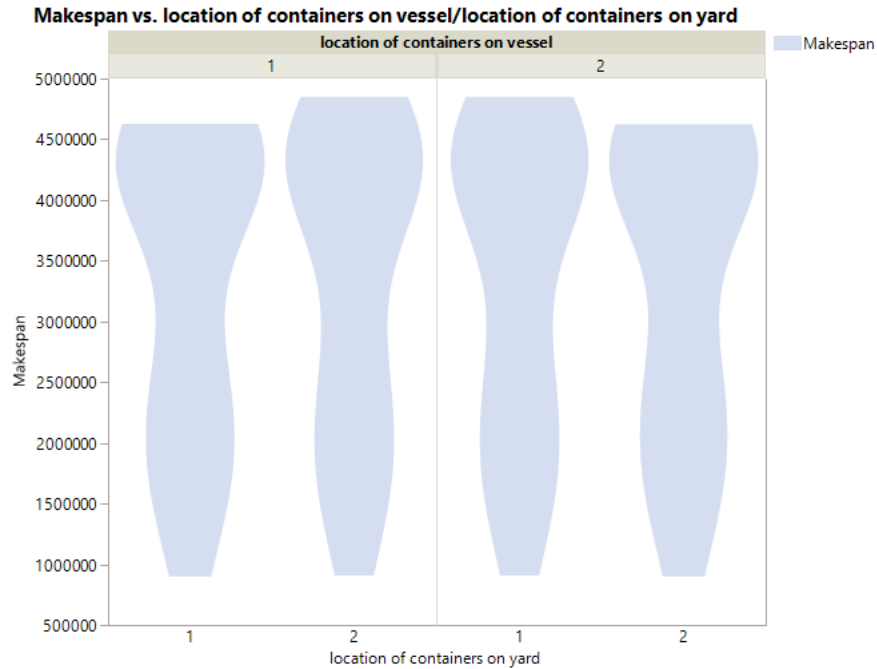 Makespan vs. location of containers on vessel/location of containers on yard
location of containers on vessel
1 2
Makespan
5000000
4500000
4000000
3500000
3000000
2500000
2000000
1500000
1000000
500000
Makespan
1 2 1 2
location of containers on yard